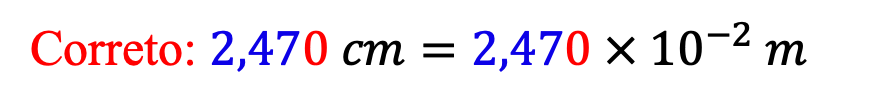 Correto: 2,470 cm = 2,470 × 10⁻² m